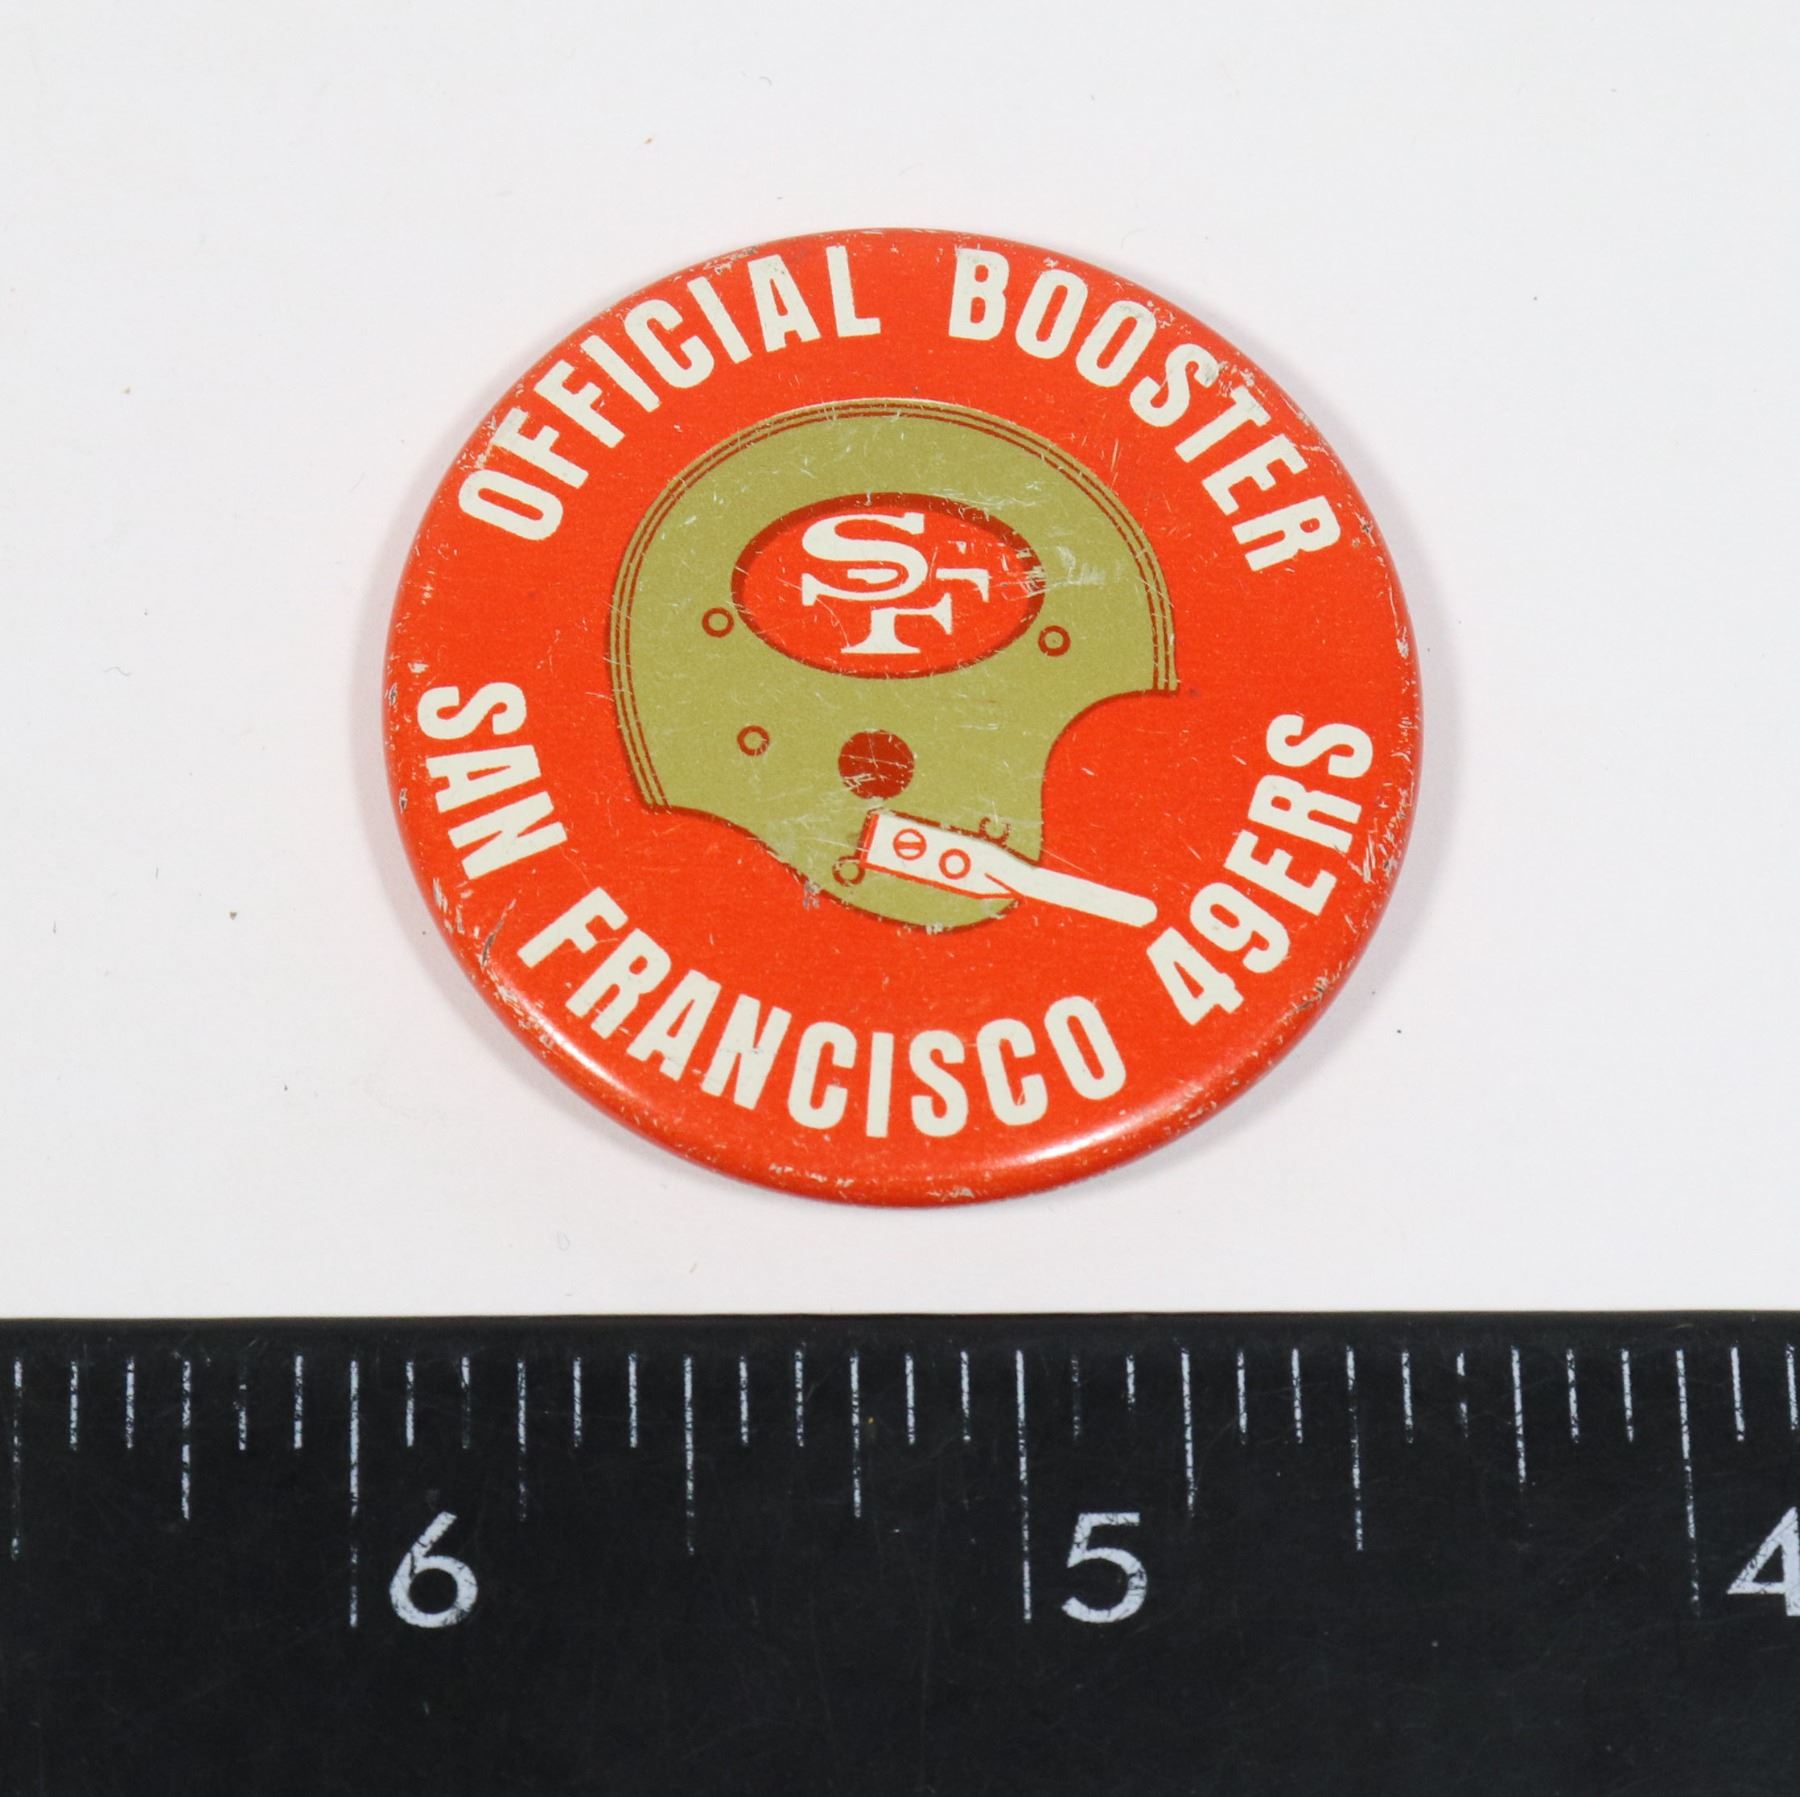 OFFICIAL BOOSTER
SF
SAN FRANCISCO 49ERS
6 5 4